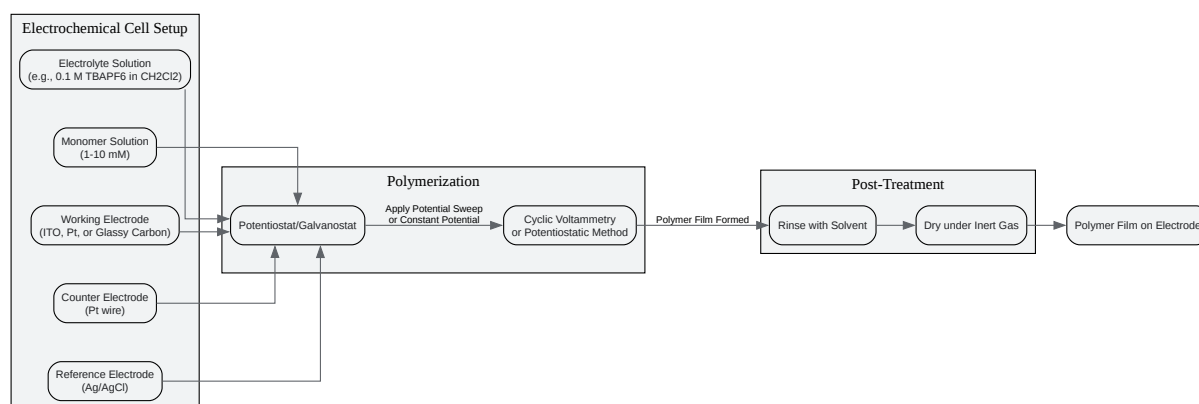 Electrochemical Cell Setup
Electrolyte Solution
(e.g., 0.1 M TBAPF6 in CH2Cl2)
Monomer Solution
(1-10 mM)
Working Electrode
(ITO, Pt, or Glassy Carbon)
Counter Electrode
(Pt wire)
Reference Electrode
(Ag/AgCl)
Polymerization
Potentiostat/Galvanostat
Apply Potential Sweep
or Constant Potential
Cyclic Voltammetry
or Potentiostatic Method
Polymer Film Formed
Post-Treatment
Rinse with Solvent
Dry under Inert Gas
Polymer Film on Electrode